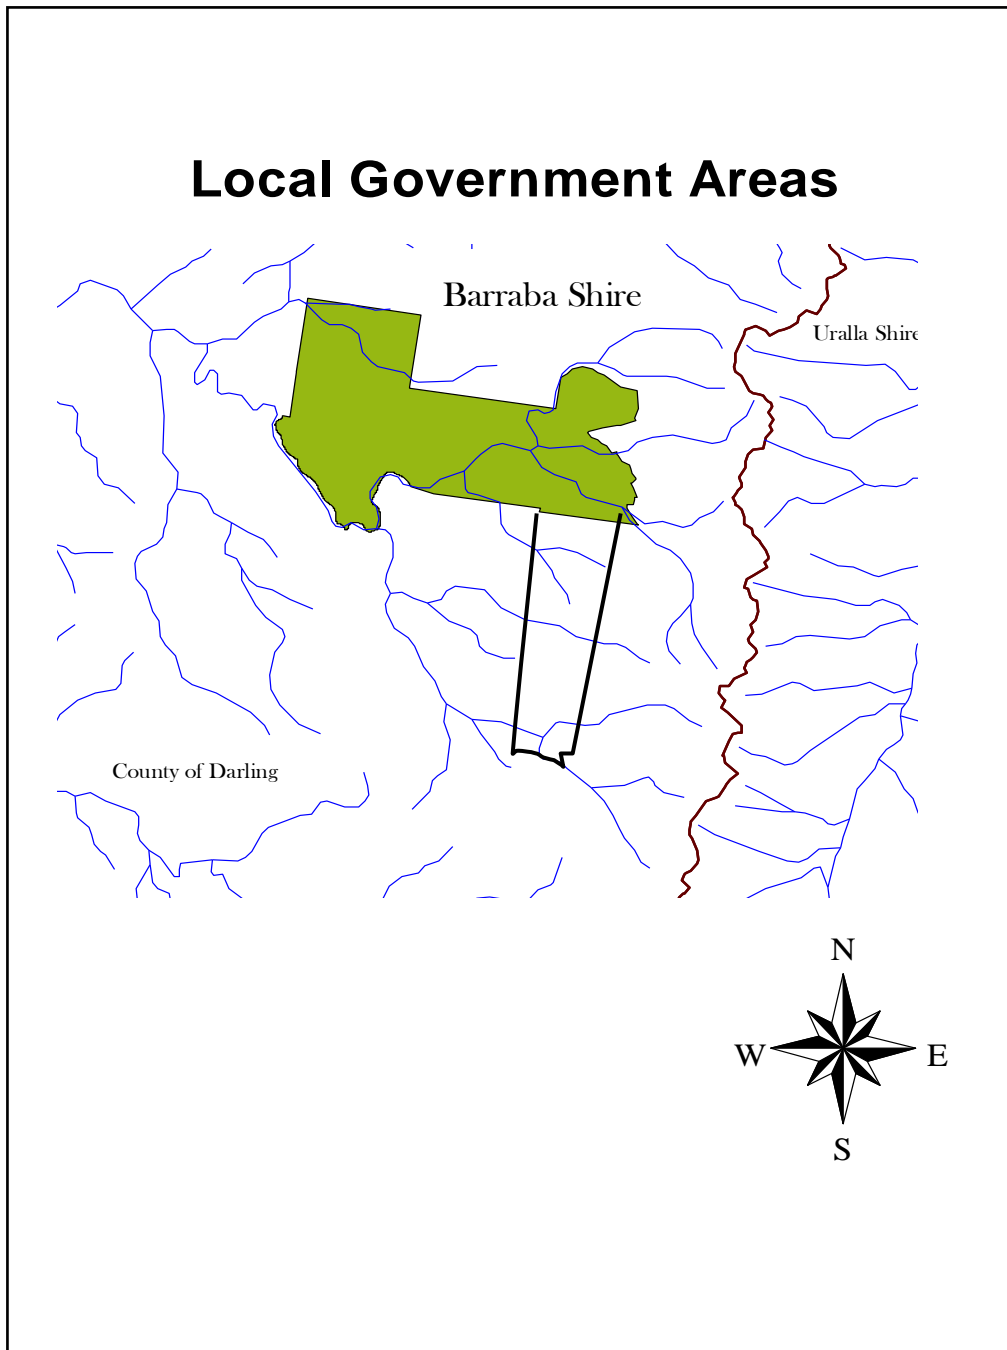 Local Government Areas
Barraba Shire
Uralla Shire
County of Darling
N
W
E
S